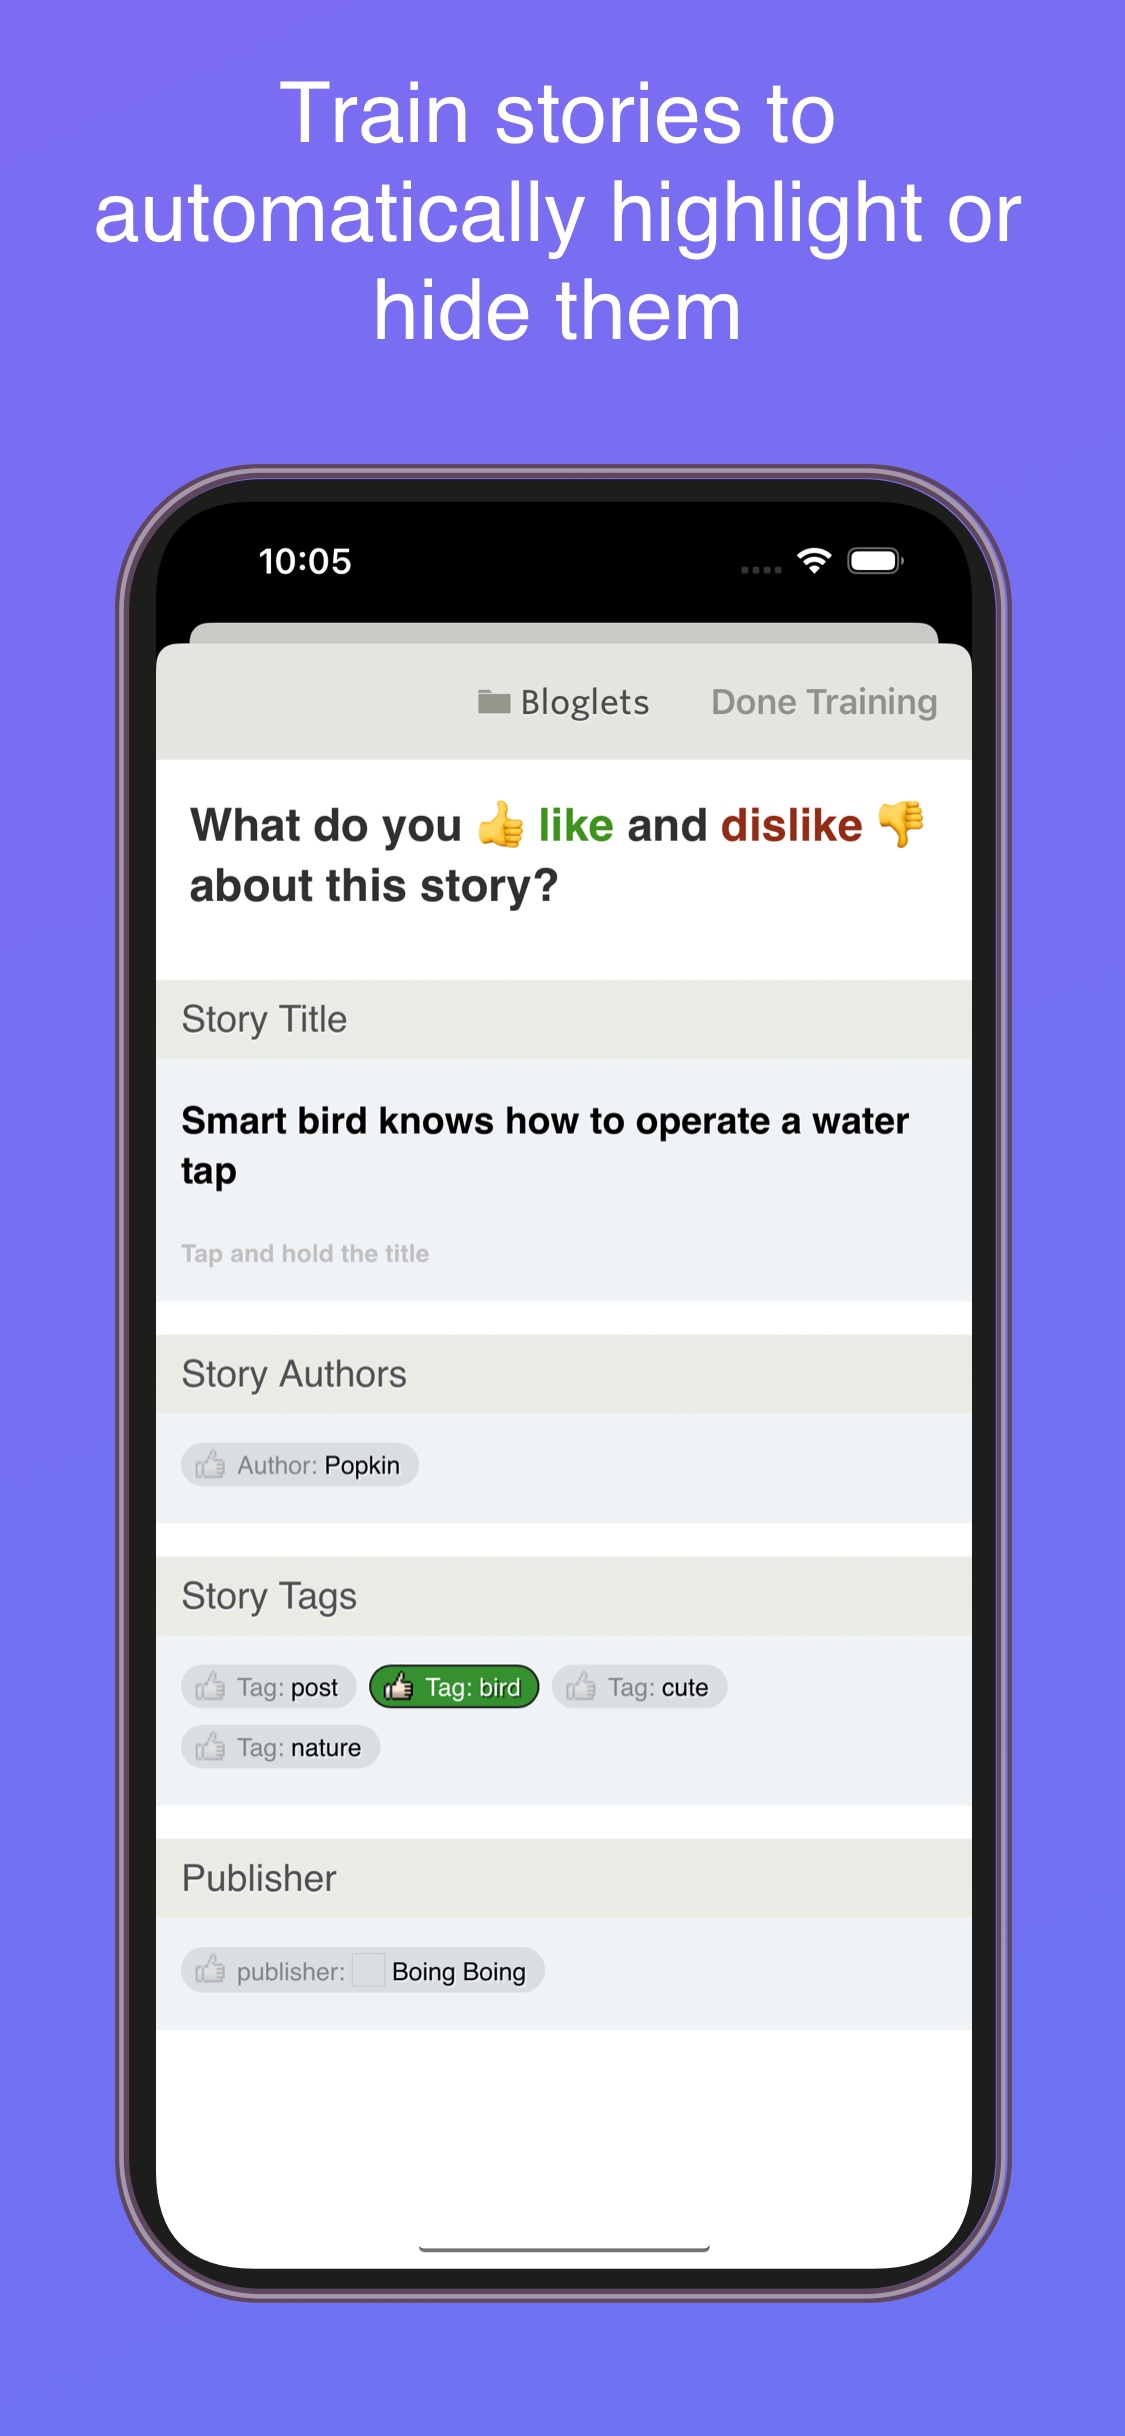 Train stories to
automatically highlight or
hide them
10:05
Bloglets Done Training
What do you 👍 like and dislike 👎
about this story?
Story Title
Smart bird knows how to operate a water
tap
Tap and hold the title
Story Authors
Author: Popkin
Story Tags
Tag: post Tag: bird Tag: cute
Tag: nature
Publisher
publisher: Boing Boing